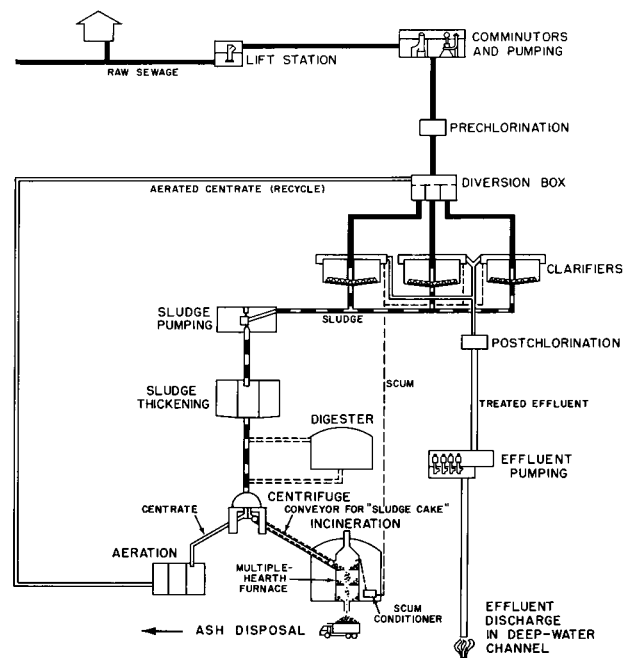 COMMINUTORS
AND PUMPING
LIFT STATION
RAW SEWAGE
PRECHLORINATION
DIVERSION BOX
AERATED CENTRATE (RECYCLE)
CLARIFIERS
SLUDGE
PUMPING
SLUDGE
POSTCHLORINATION
SCUM
SLUDGE
THICKENING
TREATED EFFLUENT
DIGESTER
EFFLUENT
PUMPING
CENTRIFUGE
CENTRATE
CONVEYOR FOR "SLUDGE CAKE"
INCINERATION
AERATION
MULTIPLE-
HEARTH
FURNACE
SCUM
CONDITIONER
EFFLUENT
DISCHARGE
IN DEEP-WATER
CHANNEL
ASH DISPOSAL